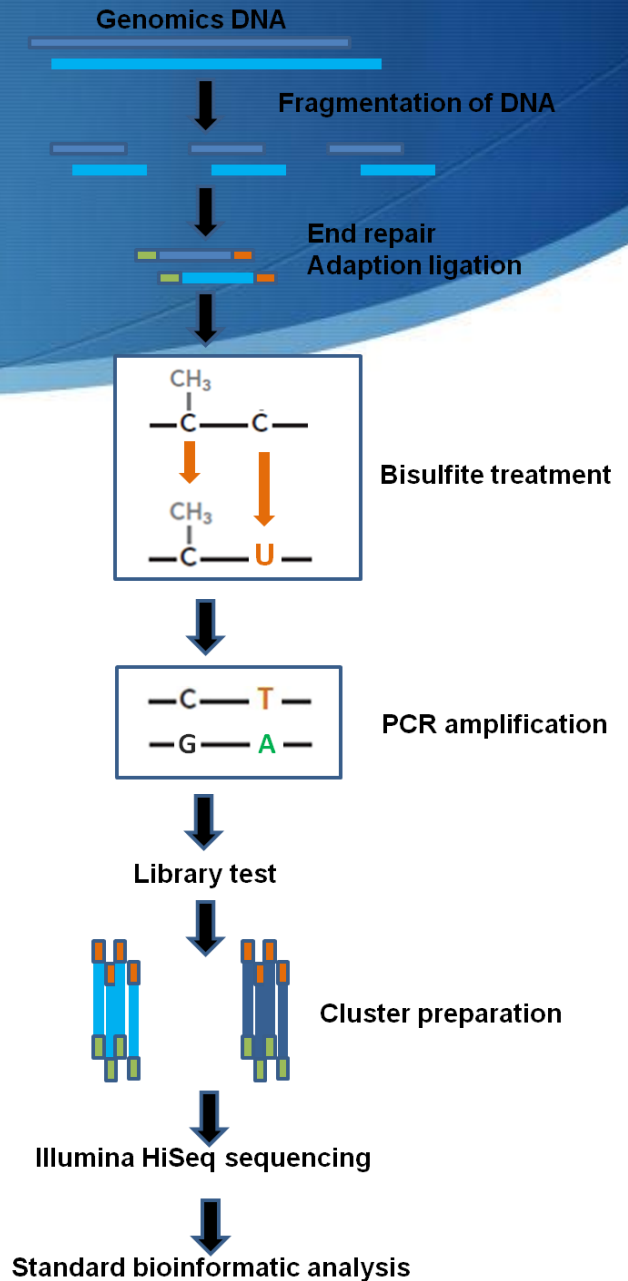 Genomics DNA
Fragmentation of DNA
End repair
Adaption ligation
CH₃
C C
Bisulfite treatment
CH₃
C U
C T
PCR amplification
G A
Library test
Cluster preparation
Illumina HiSeq sequencing
Standard bioinformatic analysis